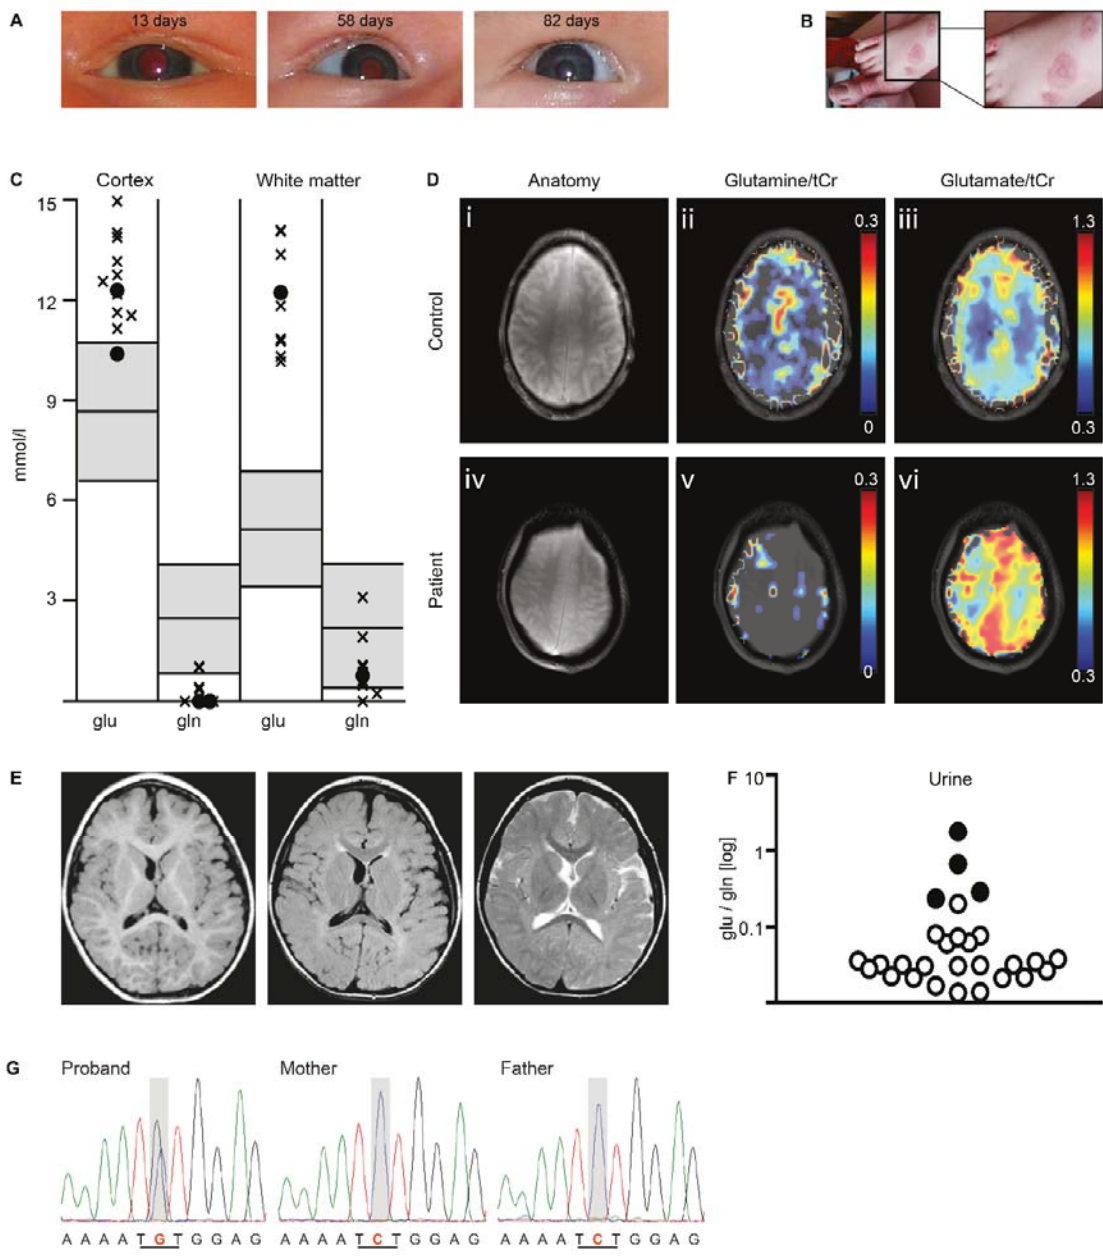 A
13 days
58 days
82 days
B
C
Cortex
White matter
15
12
9
6
3
mmol/l
glu
gln
glu
gln
D
Anatomy
Glutamine/tCr
Glutamate/tCr
Control
i
ii
0.3
0
iii
1.3
0.3
Patient
iv
v
0.3
0
vi
1.3
0.3
E
F
Urine
10
1
0.1
glu / gln [log]
G
Proband
Mother
Father
A A A A T G T G G A G
A A A A T C T G G A G
A A A A T C T G G A G